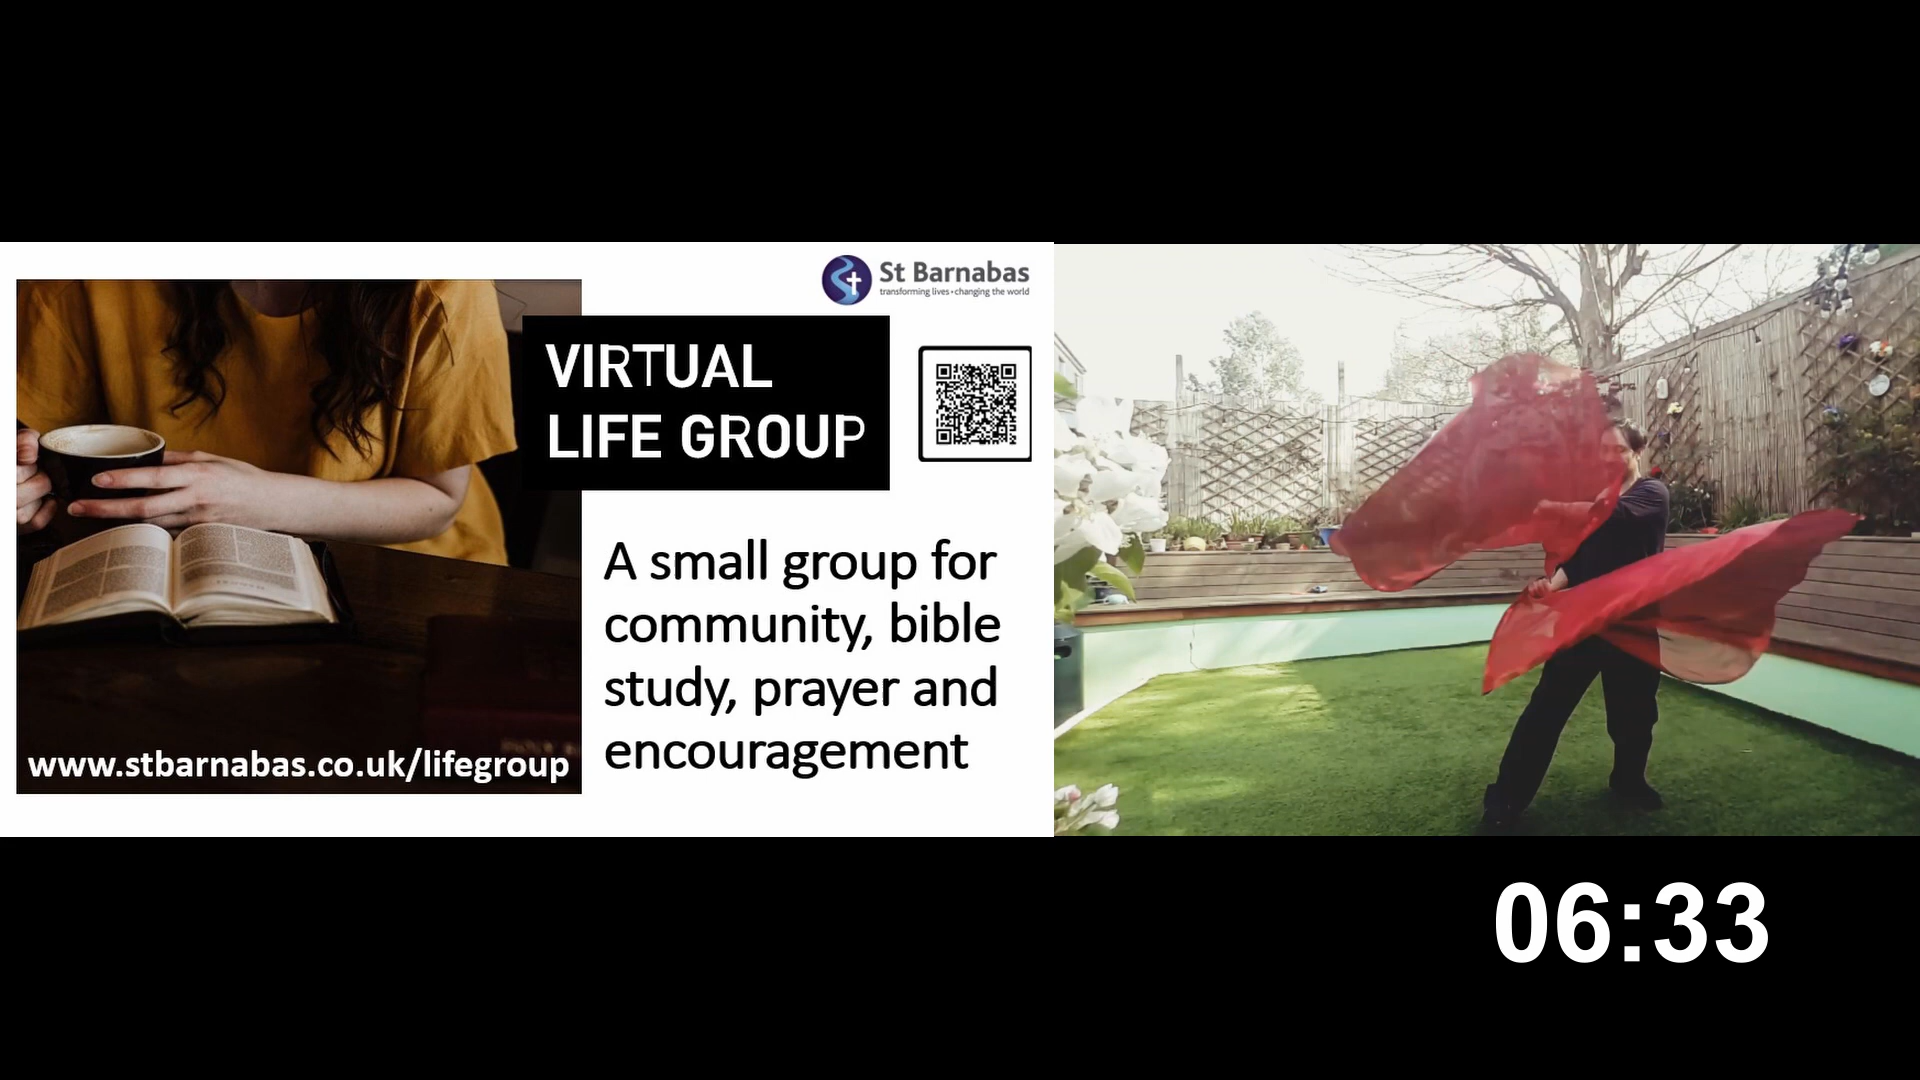 St Barnabas
transforming lives • changing the world
VIRTUAL
LIFE GROUP
A small group for
community, bible
study, prayer and
encouragement
www.stbarnabas.co.uk/lifegroup
06:33